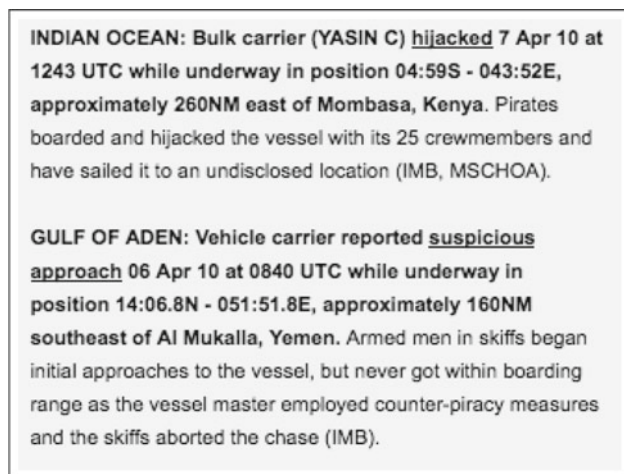 INDIAN OCEAN: Bulk carrier (YASIN C) hijacked 7 Apr 10 at
1243 UTC while underway in position 04:59S - 043:52E,
approximately 260NM east of Mombasa, Kenya. Pirates
boarded and hijacked the vessel with its 25 crewmembers and
have sailed it to an undisclosed location (IMB, MSCHOA).
GULF OF ADEN: Vehicle carrier reported suspicious
approach 06 Apr 10 at 0840 UTC while underway in
position 14:06.8N - 051:51.8E, approximately 160NM
southeast of Al Mukalla, Yemen. Armed men in skiffs began
initial approaches to the vessel, but never got within boarding
range as the vessel master employed counter-piracy measures
and the skiffs aborted the chase (IMB).